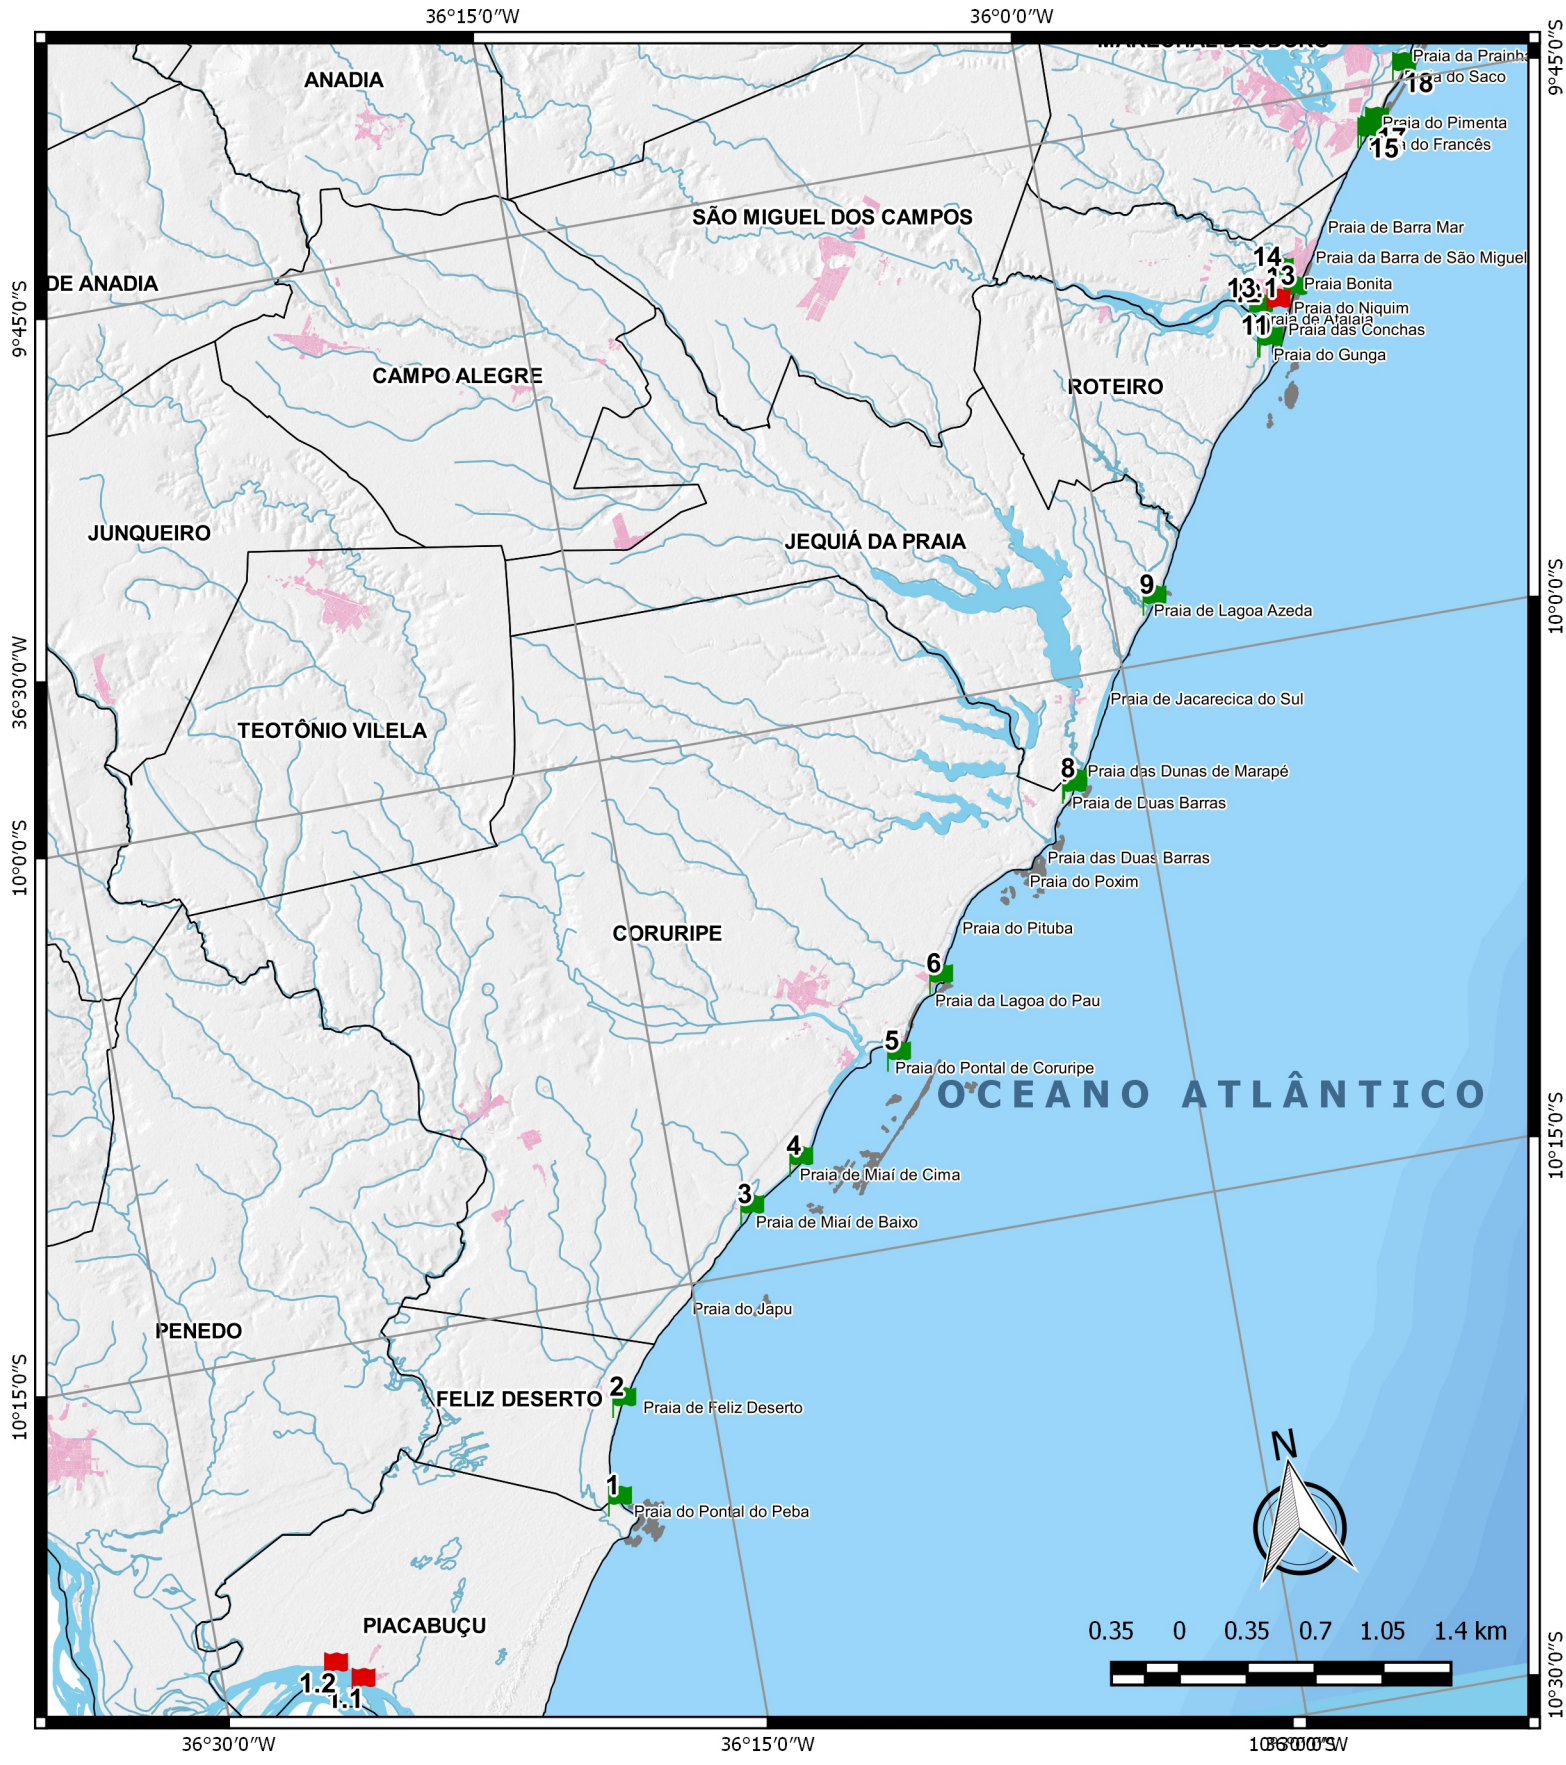 36°15'0"W
36°0'0"W
MARECHAL DEODORO
9°45'0"S
Praia da Prainha
ANADIA
do Saco
18
Praia do Pimenta
17
do Francês
15
SÃO MIGUEL DOS CAMPOS
Praia de Barra Mar
14
Praia da Barra de São Miguel
DE ANADIA
13
Praia Bonita
13.1
9°45'0"S
Praia do Niquim
Praia de Atalaia
11
Praia das Conchas
Praia do Gunga
CAMPO ALEGRE
ROTEIRO
JUNQUEIRO
JEQUIÁ DA PRAIA
9
Praia de Lagoa Azeda
10°0'0"S
36°30'0"W
Praia de Jacarecica do Sul
TEOTÔNIO VILELA
8
Praia das Dunas de Marapé
Praia de Duas Barras
10°0'0"S
Praia das Duas Barras
Praia do Poxim
CORURIPE
Praia do Pituba
6
Praia da Lagoa do Pau
5
Praia do Pontal de Coruripe
OCEANO ATLÂNTICO
10°15'0"S
4
Praia de Miaí de Cima
3
Praia de Miaí de Baixo
Praia do Japu
PENEDO
10°15'0"S
2
FELIZ DESERTO
Praia de Feliz Deserto
N
1
Praia do Pontal do Peba
PIACABUÇU
0.35 0 0.35 0.7 1.05 1.4 km
10°30'0"S
1.2
1.1
36°30'0"W
36°15'0"W